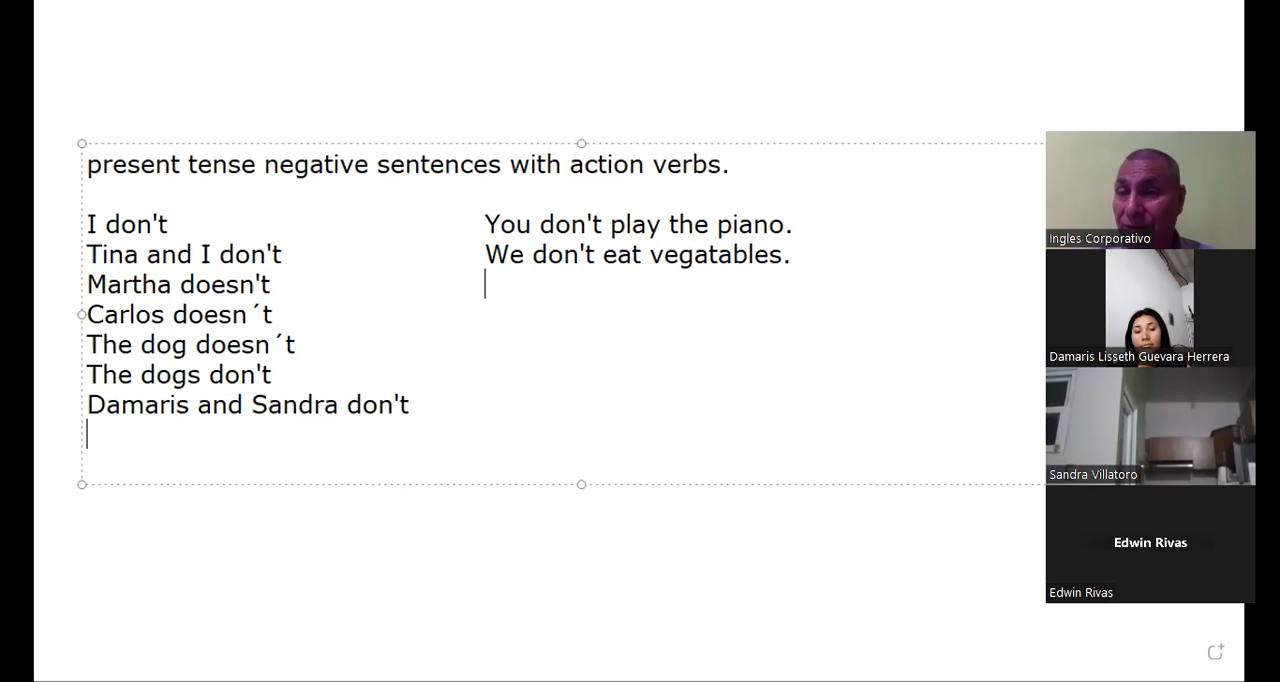 present tense negative sentences with action verbs.
I don't
Tina and I don't
Martha doesn't
Carlos doesn´t
The dog doesn´t
The dogs don't
Damaris and Sandra don't
You don't play the piano.
We don't eat vegatables.
Ingles Corporativo
Damaris Lisseth Guevara Herrera
Sandra Villatoro
Edwin Rivas
Edwin Rivas